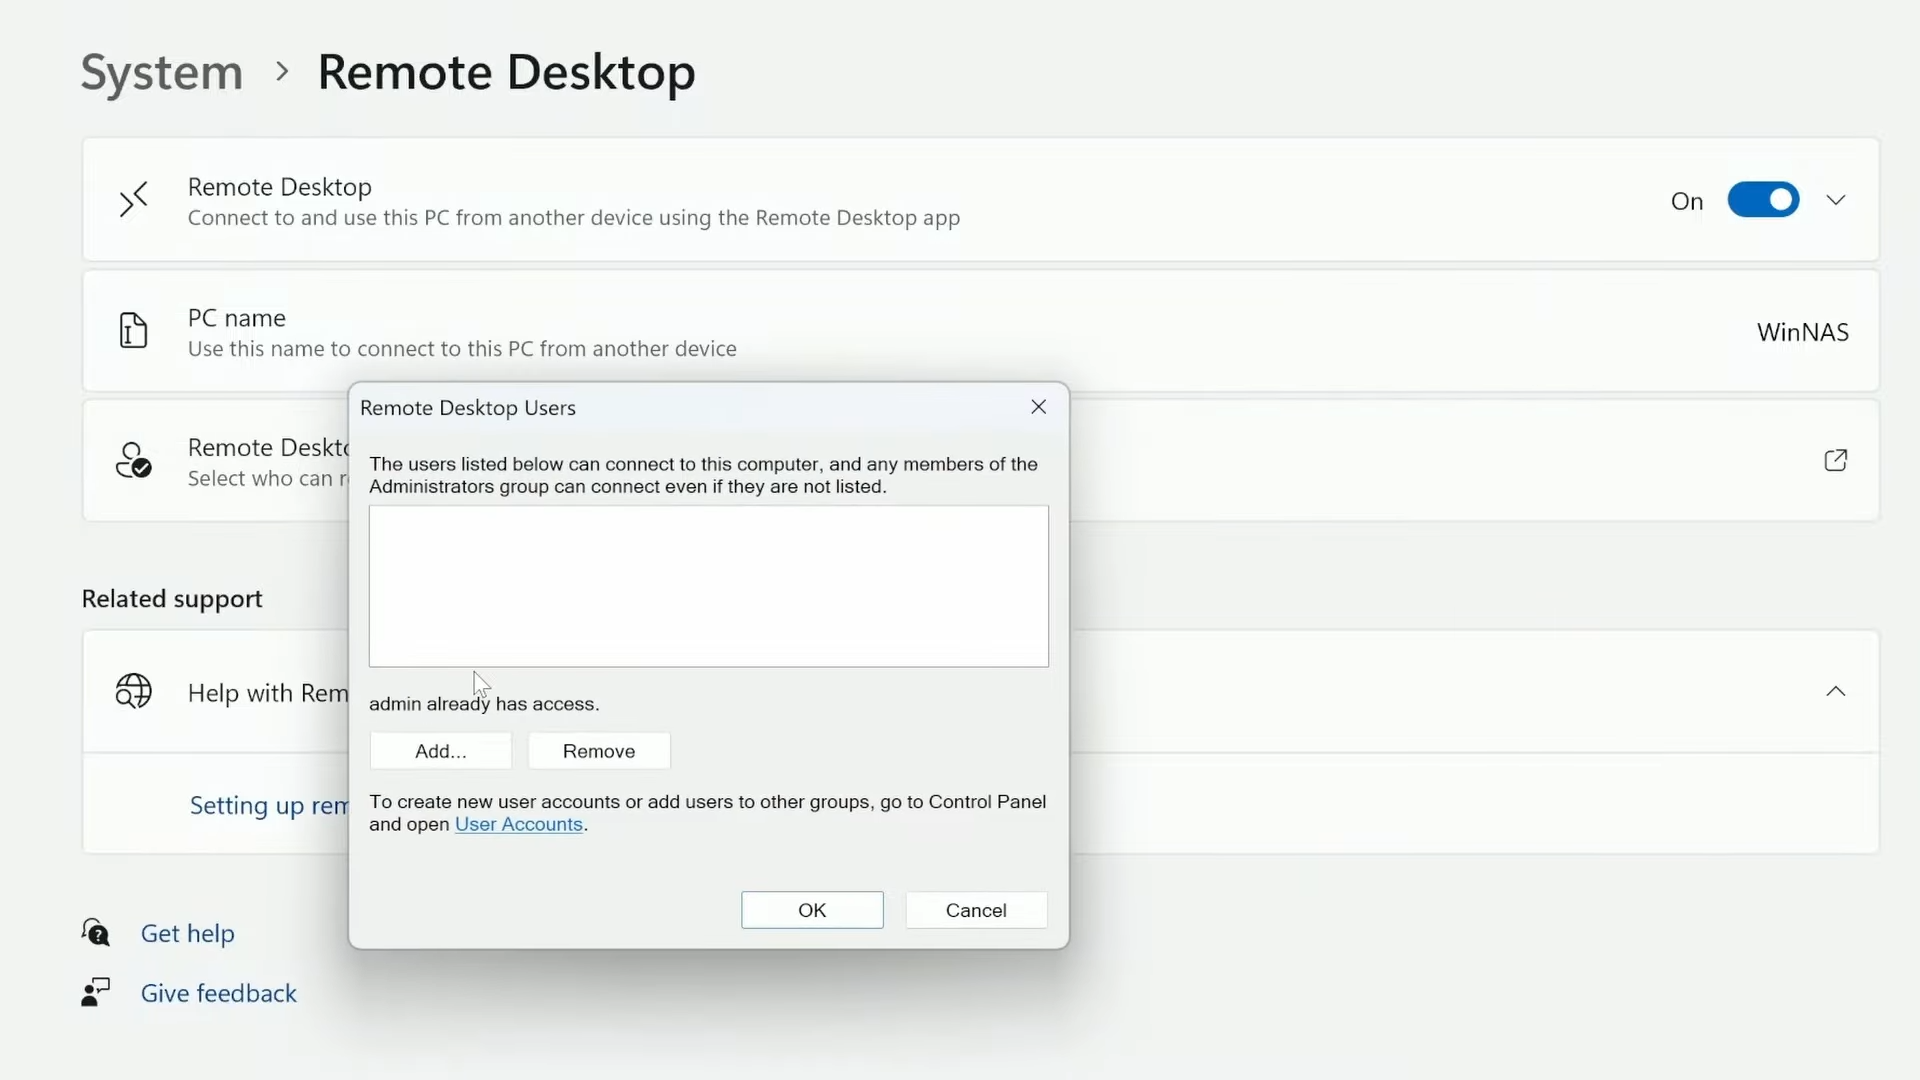 System > Remote Desktop
Remote Desktop
Connect to and use this PC from another device using the Remote Desktop app
On
PC name
Use this name to connect to this PC from another device
WinNAS
Remote Deskto
Select who can r
Remote Desktop Users
The users listed below can connect to this computer, and any members of the
Administrators group can connect even if they are not listed.
admin already has access.
Add...
Remove
To create new user accounts or add users to other groups, go to Control Panel
and open User Accounts.
OK
Cancel
Related support
Help with Rem
Setting up rem
Get help
Give feedback